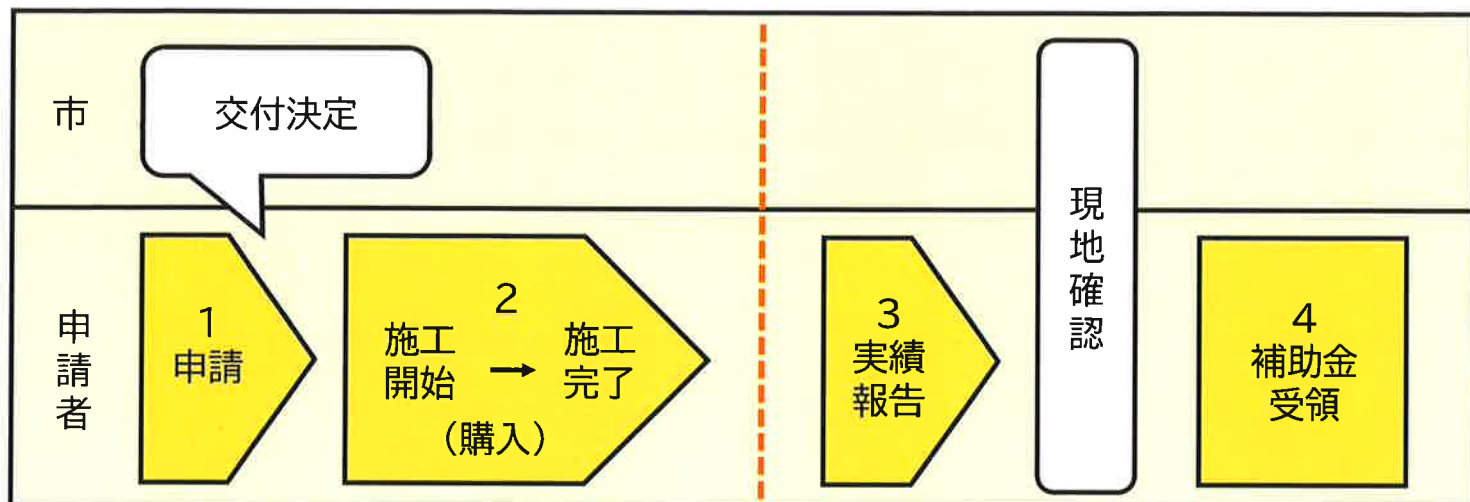 市
交付決定
申請者
1
申請
2
施工 施工
開始 → 完了
（購入）
3
実績
報告
現地確認
4
補助金
受領